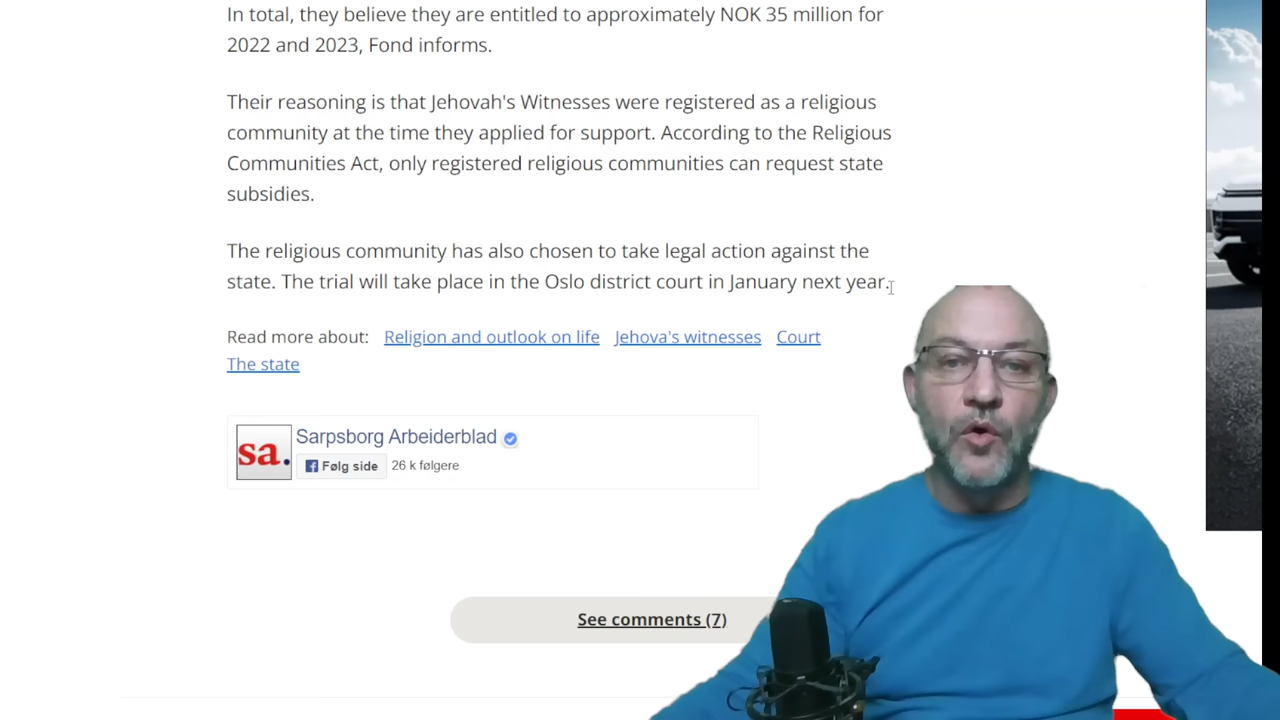 In total, they believe they are entitled to approximately NOK 35 million for
2022 and 2023, Fond informs.
Their reasoning is that Jehovah's Witnesses were registered as a religious
community at the time they applied for support. According to the Religious
Communities Act, only registered religious communities can request state
subsidies.
The religious community has also chosen to take legal action against the
state. The trial will take place in the Oslo district court in January next year.
Read more about: Religion and outlook on life Jehova's witnesses Court
The state
sa.
Sarpsborg Arbeiderblad
Følg side 26 k følgere
See comments (7)